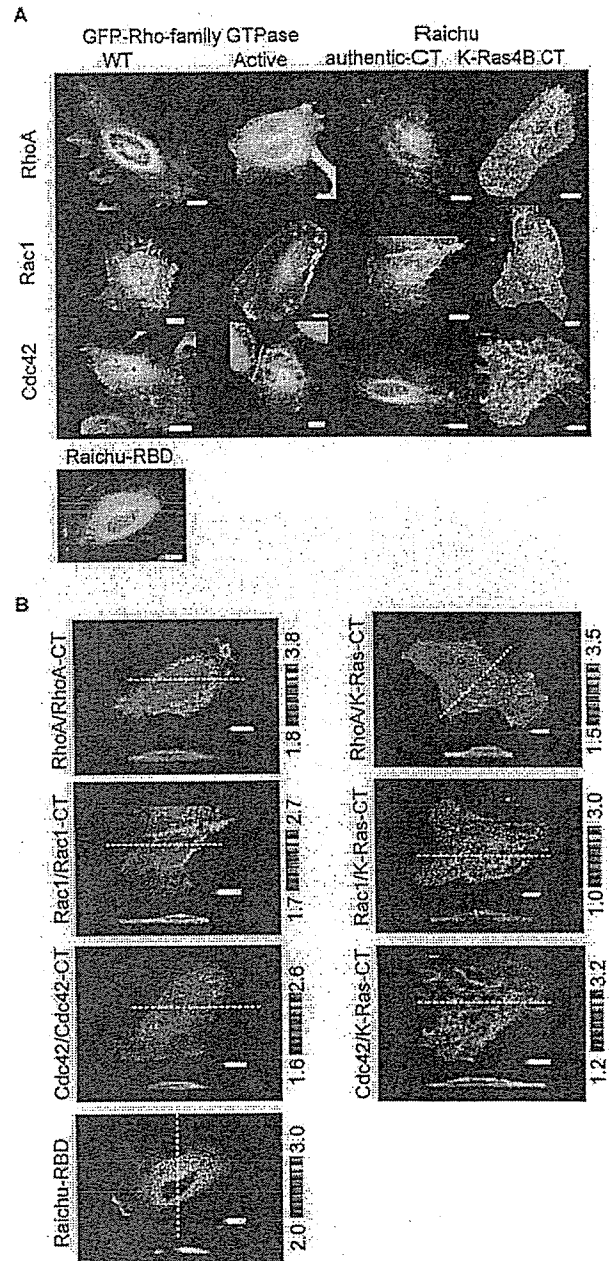 A
GFP-Rho-family GTPase Raichu
WT Active authentic-CT K-Ras4B CT
RhoA
Rac1
Cdc42
Raichu-RBD
B
RhoA/RhoA-CT
1.8 3.8
RhoA/K-Ras-CT
1.5 3.5
Rac1/Rac1-CT
1.7 2.7
Rac1/K-Ras-CT
1.0 3.0
Cdc42/Cdc42-CT
1.6 2.6
Cdc42/K-Ras-CT
1.2 3.2
Raichu-RBD
2.0 3.0